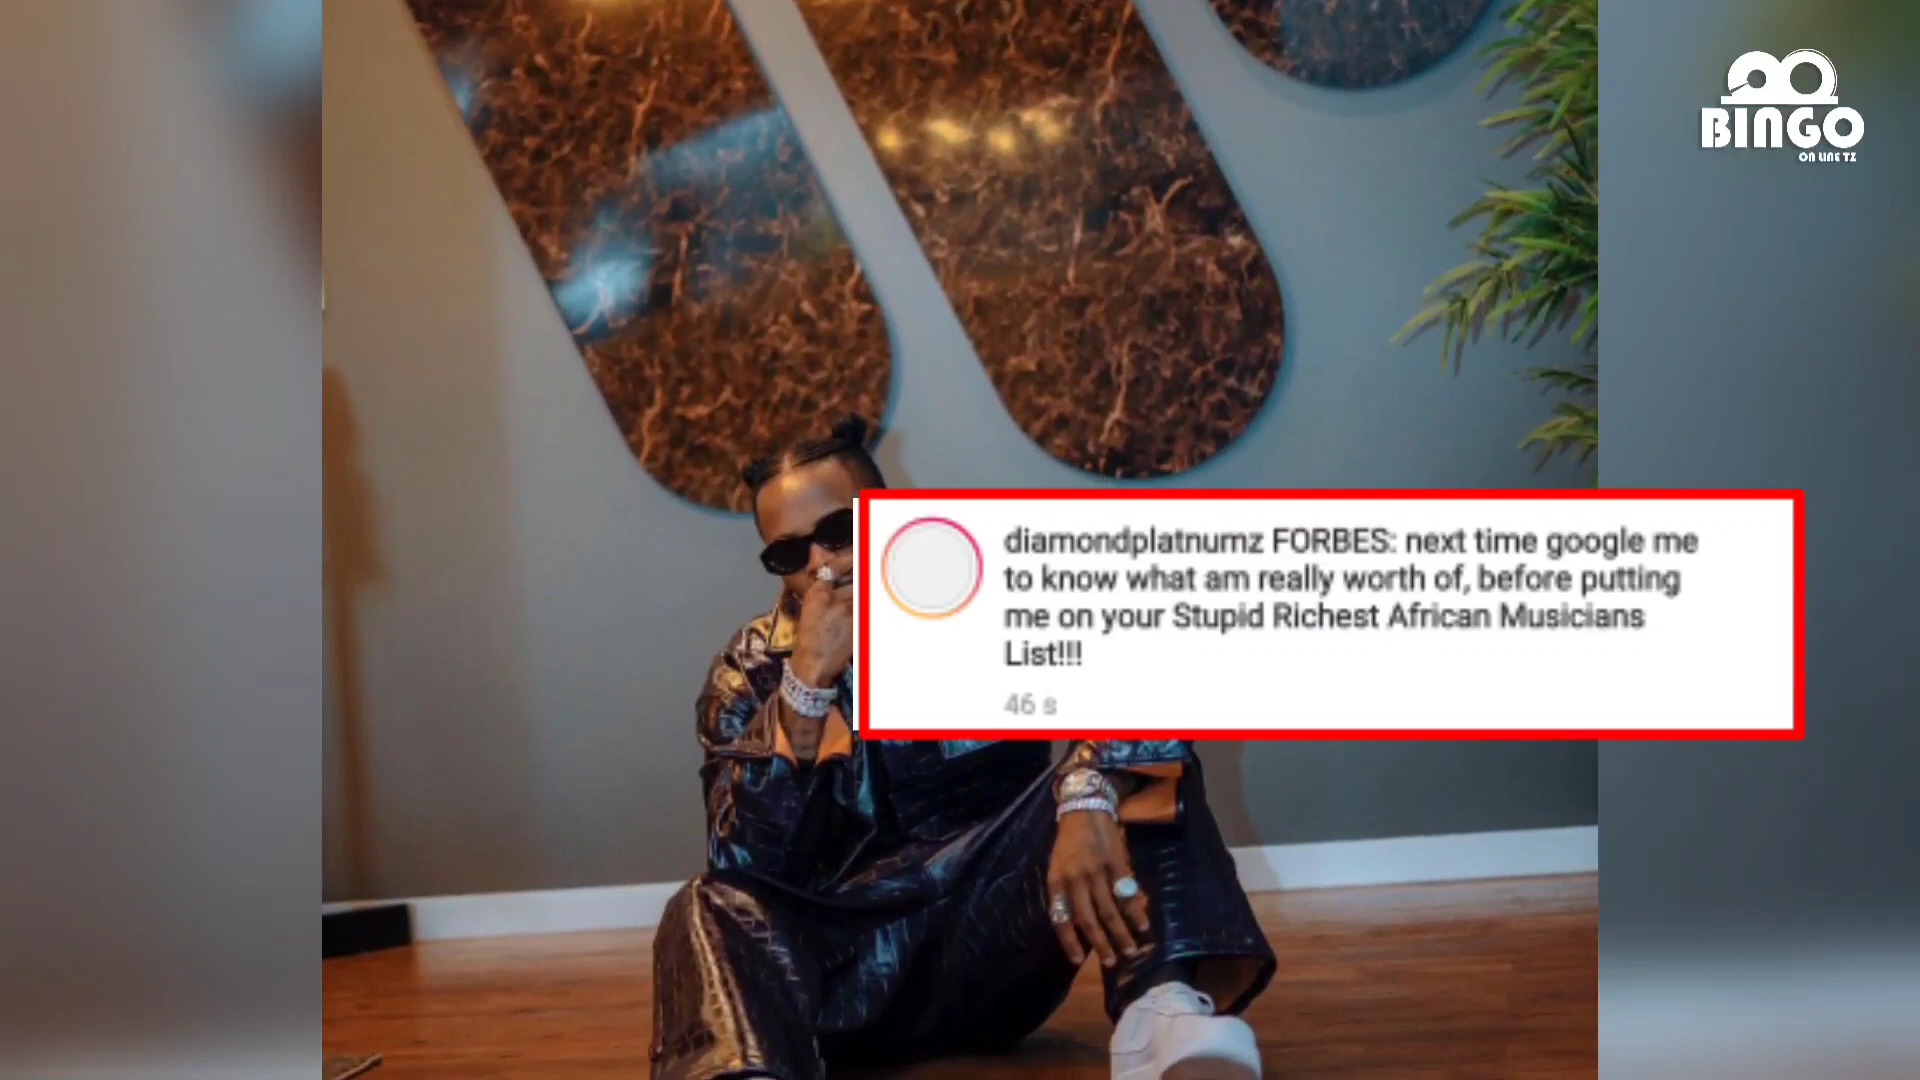 BINGO
ON LINE TZ
diamondplatnumz FORBES: next time google me
to know what am really worth of, before putting
me on your Stupid Richest African Musicians
List!!!
46 s